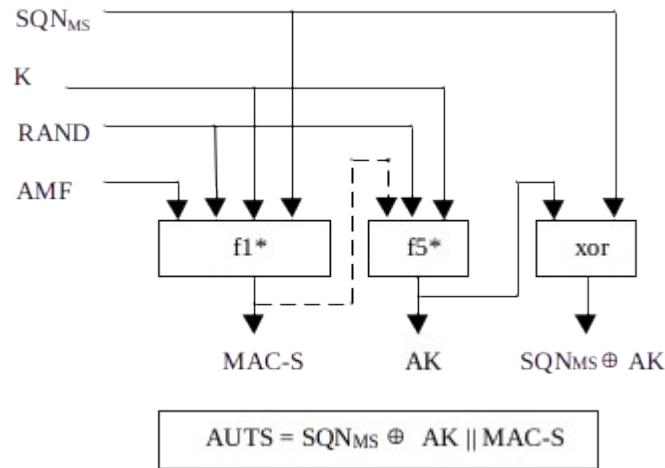 SQNMS
K
RAND
AMF
f1* f5* xor
MAC-S AK SQNMS ⊕ AK
AUTS = SQNMS ⊕ AK || MAC-S